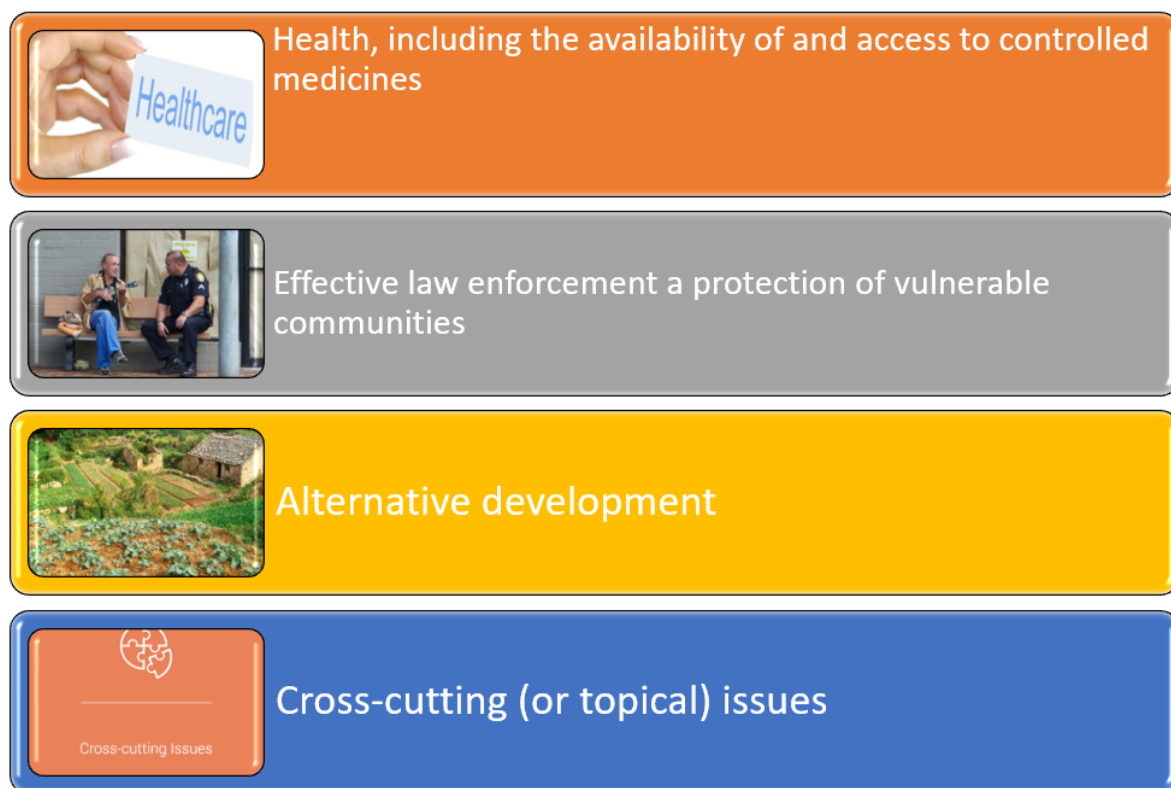 Healthcare
Health, including the availability of and access to controlled
medicines
Effective law enforcement a protection of vulnerable
communities
Alternative development
Cross-cutting Issues
Cross-cutting (or topical) issues